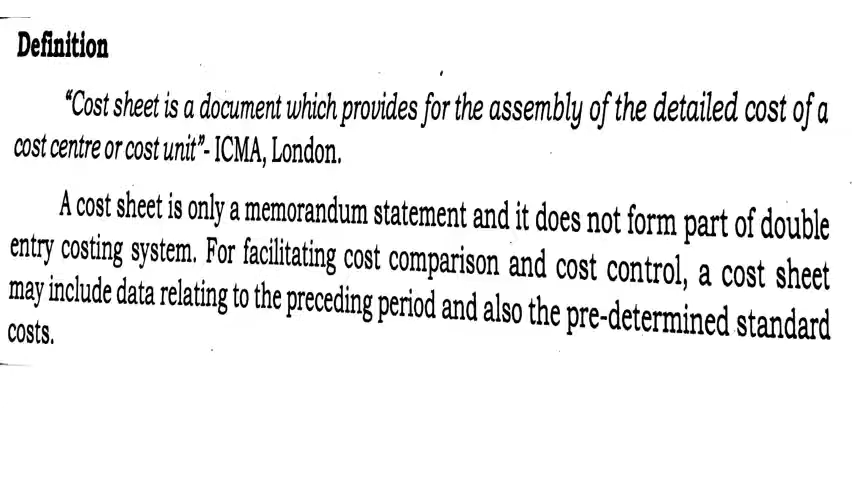 Definition
“Cost sheet is a document which provides for the assembly of the detailed cost of a
cost centre or cost unit”- ICMA, London.
A cost sheet is only a memorandum statement and it does not form part of double
entry costing system. For facilitating cost comparison and cost control, a cost sheet
may include data relating to the preceding period and also the pre-determined standard
costs.